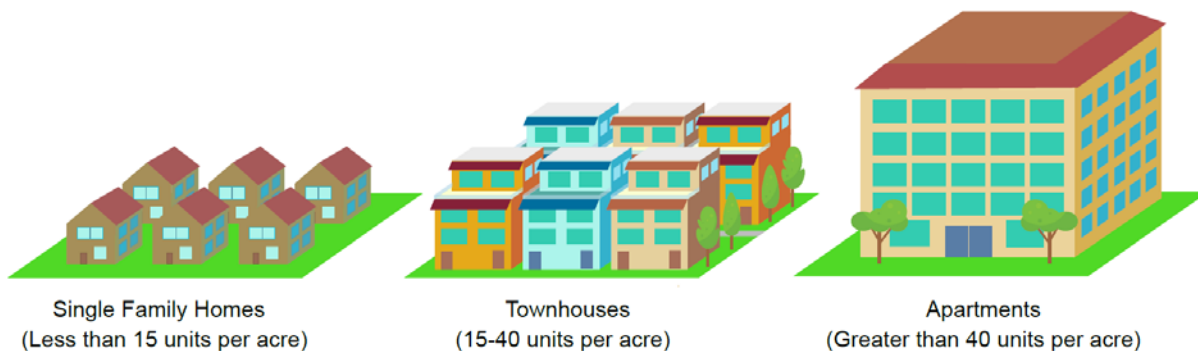 Single Family Homes
(Less than 15 units per acre)
Townhouses
(15-40 units per acre)
Apartments
(Greater than 40 units per acre)